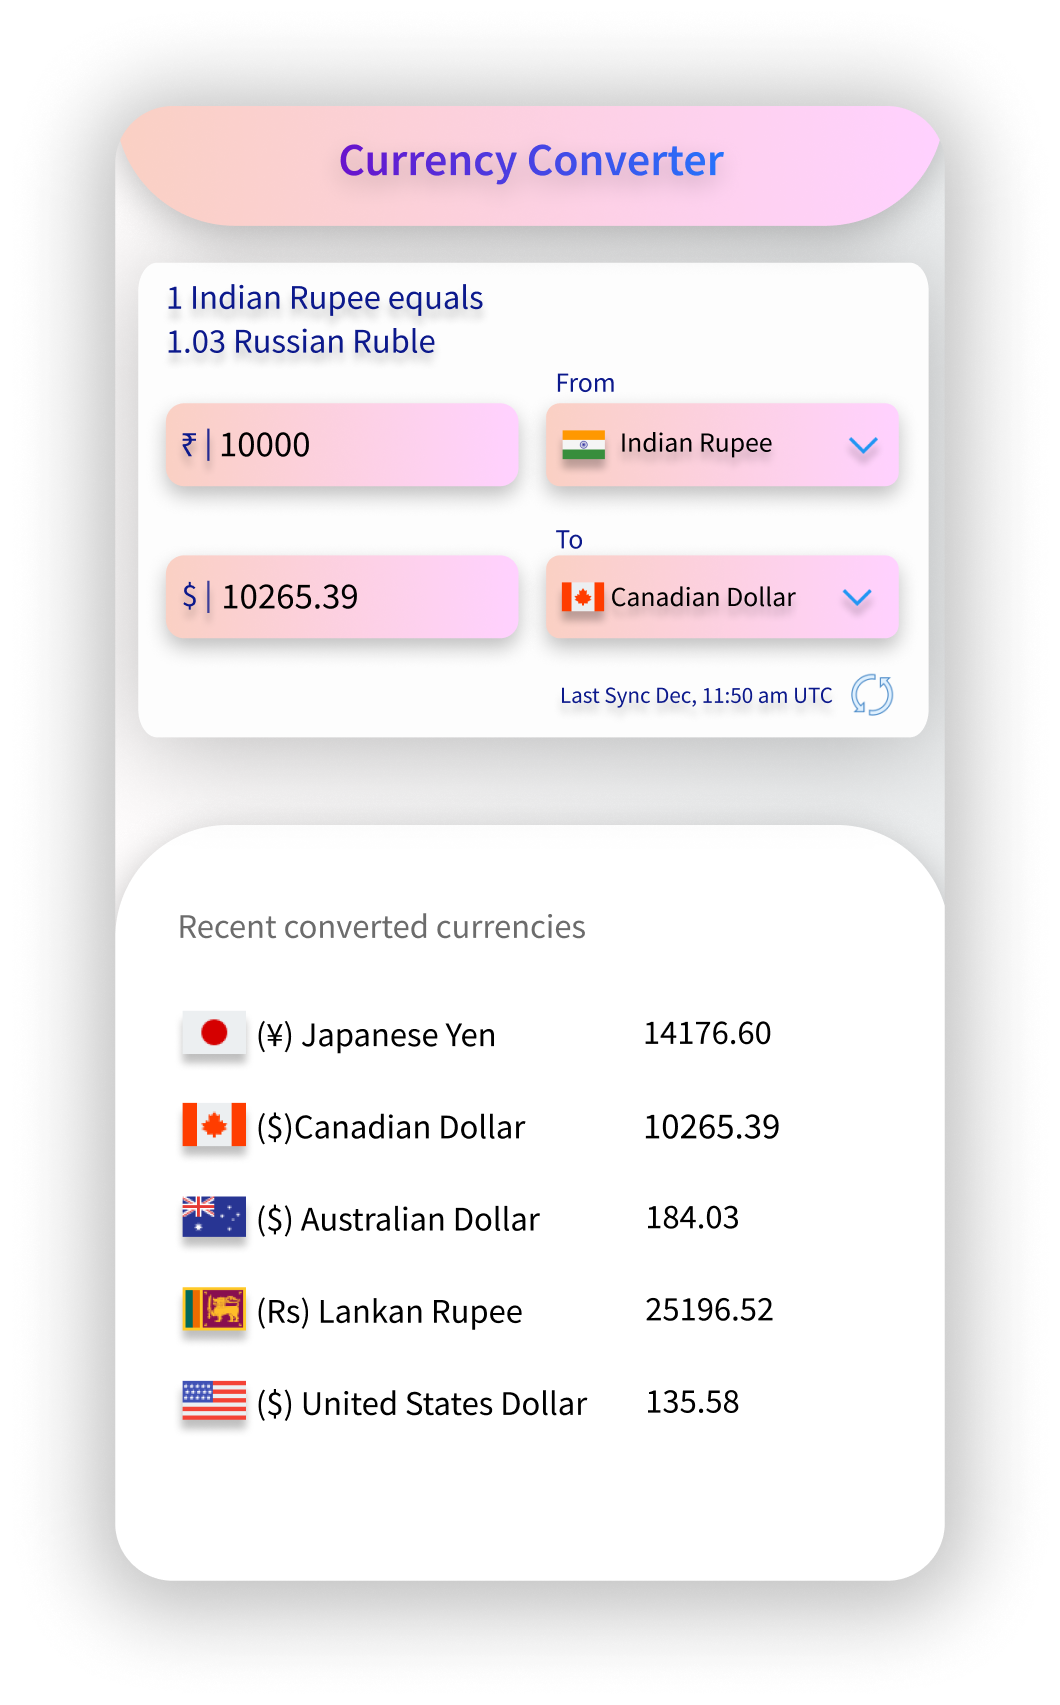 Currency Converter
1 Indian Rupee equals
1.03 Russian Ruble
From
₹ | 10000
Indian Rupee
To
$ | 10265.39
Canadian Dollar
Last Sync Dec, 11:50 am UTC
Recent converted currencies
(¥) Japanese Yen 14176.60
($)Canadian Dollar 10265.39
($) Australian Dollar 184.03
(Rs) Lankan Rupee 25196.52
($) United States Dollar 135.58